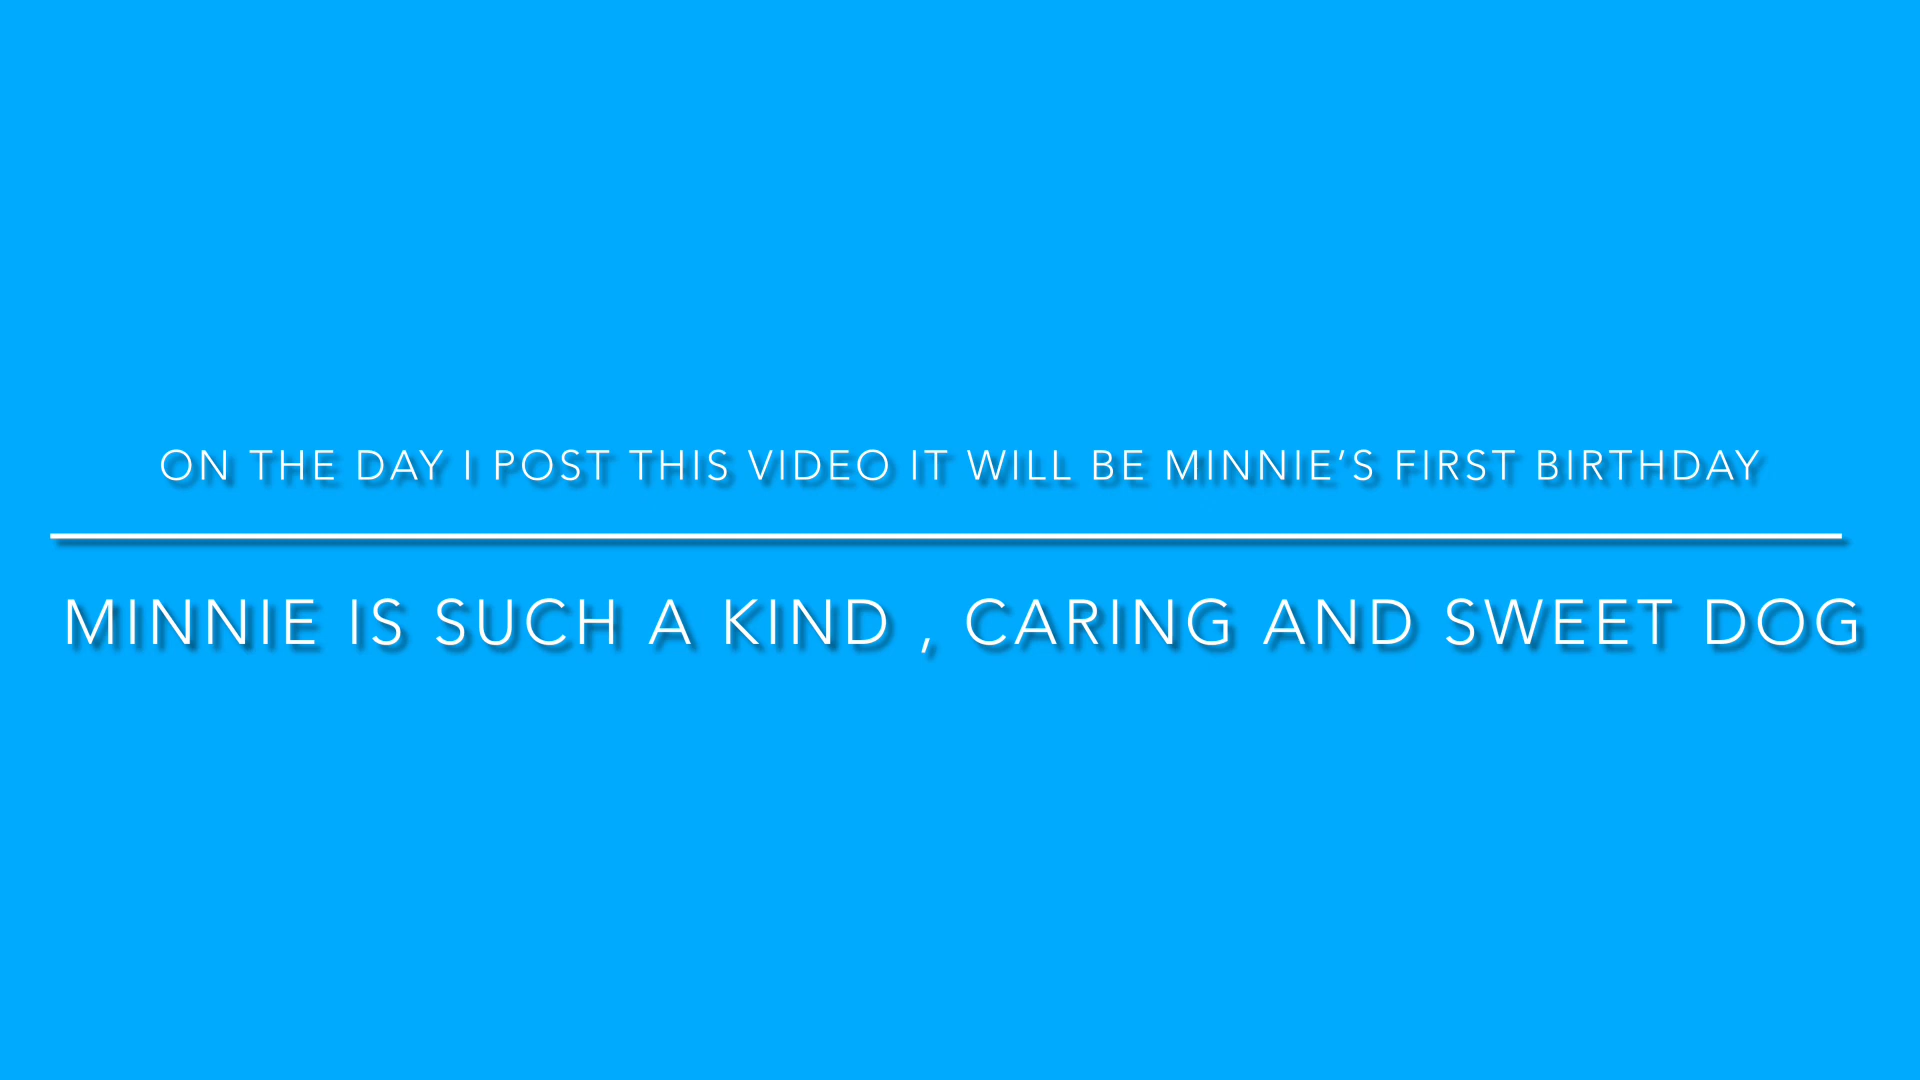 ON THE DAY I POST THIS VIDEO IT WILL BE MINNIE’S FIRST BIRTHDAY
MINNIE IS SUCH A KIND , CARING AND SWEET DOG